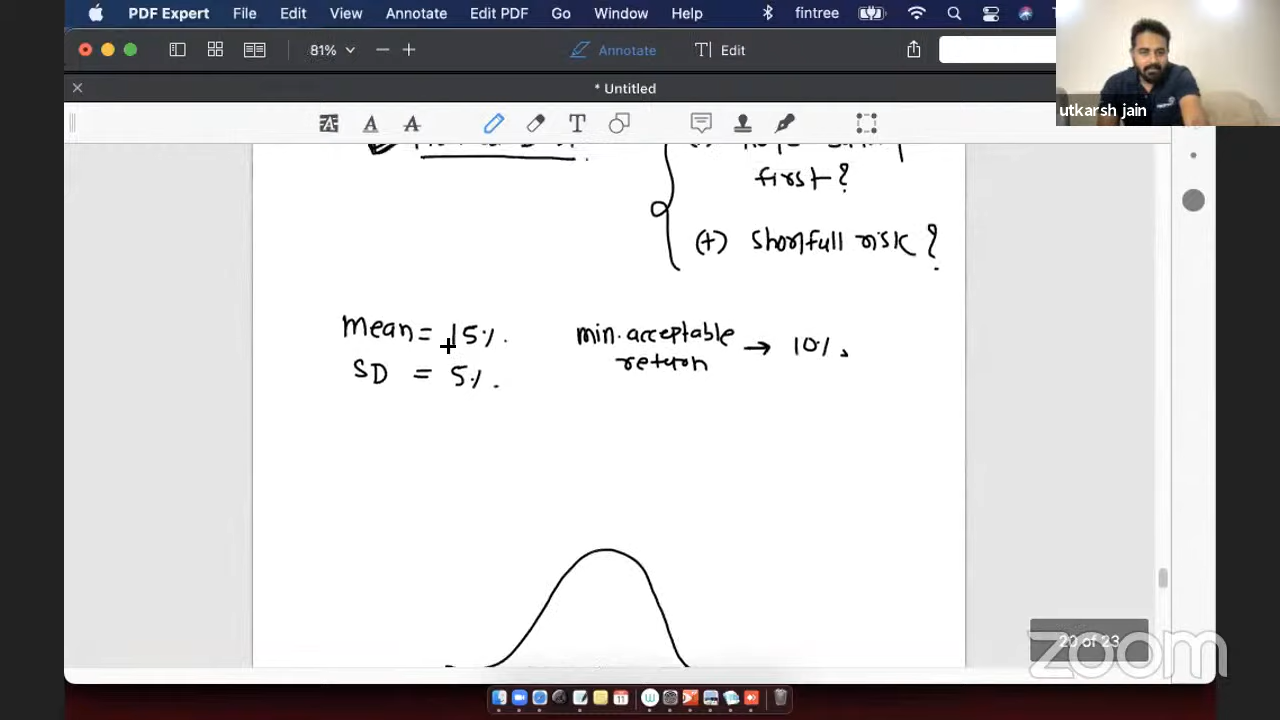 PDF Expert File Edit View Annotate Edit PDF Go Window Help fintree
81% Annotate Edit
utkarsh jain
* Untitled
first?
(+) Shortfull risk?
Mean = 15%.
SD = 5%.
min. acceptable
return → 10%.
20 of 23
zoom